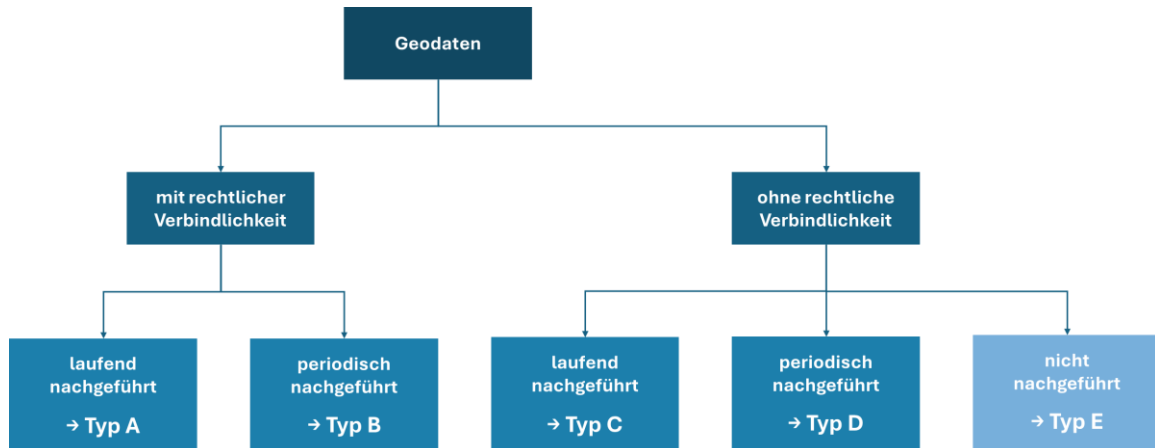 Geodaten
mit rechtlicher
Verbindlichkeit
ohne rechtliche
Verbindlichkeit
laufend
nachgeführt
→ Typ A
periodisch
nachgeführt
→ Typ B
laufend
nachgeführt
→ Typ C
periodisch
nachgeführt
→ Typ D
nicht
nachgeführt
→ Typ E